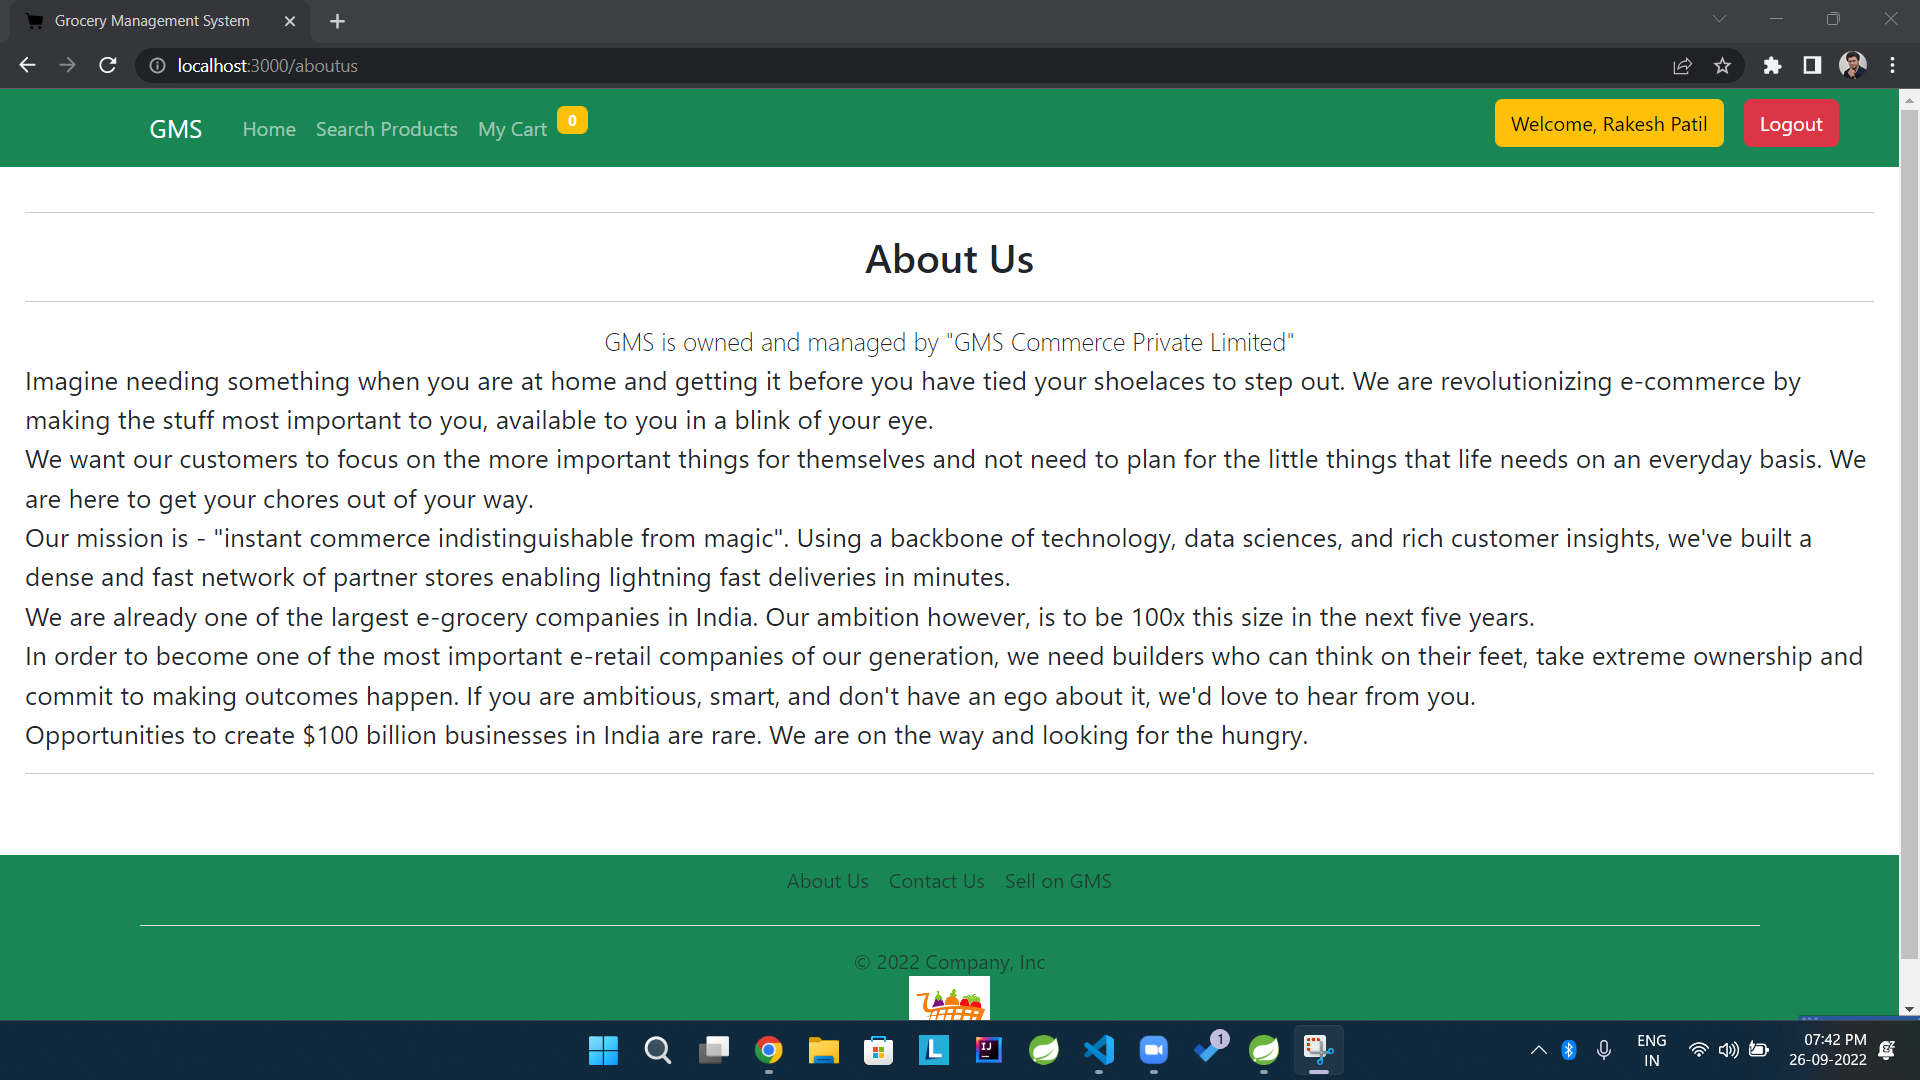 Grocery Management System
localhost:3000/aboutus
GMS Home Search Products My Cart 0 Welcome, Rakesh Patil Logout
About Us
GMS is owned and managed by "GMS Commerce Private Limited"
Imagine needing something when you are at home and getting it before you have tied your shoelaces to step out. We are revolutionizing e-commerce by
making the stuff most important to you, available to you in a blink of your eye.
We want our customers to focus on the more important things for themselves and not need to plan for the little things that life needs on an everyday basis. We
are here to get your chores out of your way.
Our mission is - "instant commerce indistinguishable from magic". Using a backbone of technology, data sciences, and rich customer insights, we've built a
dense and fast network of partner stores enabling lightning fast deliveries in minutes.
We are already one of the largest e-grocery companies in India. Our ambition however, is to be 100x this size in the next five years.
In order to become one of the most important e-retail companies of our generation, we need builders who can think on their feet, take extreme ownership and
commit to making outcomes happen. If you are ambitious, smart, and don't have an ego about it, we'd love to hear from you.
Opportunities to create $100 billion businesses in India are rare. We are on the way and looking for the hungry.
About Us Contact Us Sell on GMS
© 2022 Company, Inc
L IJ 1
ENG 07:42 PM
IN 26-09-2022